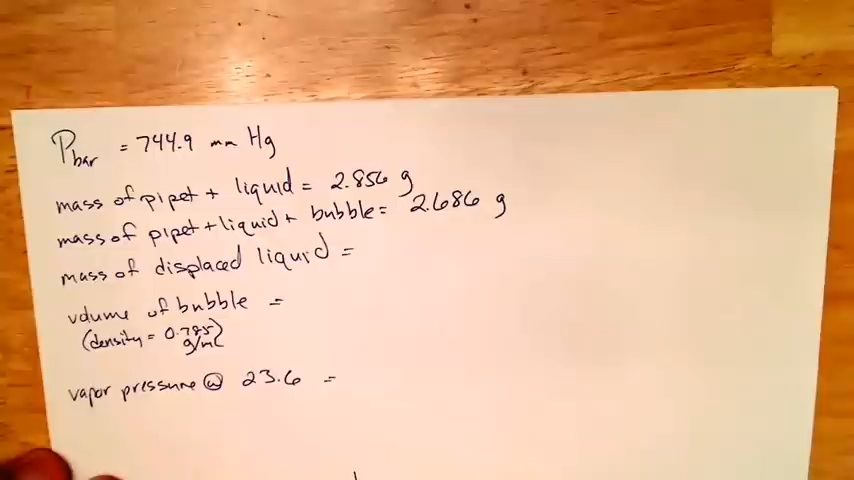 Pbar = 744.9 mm Hg
mass of pipet + liquid = 2.856 g
mass of pipet + liquid + bubble = 2.686 g
mass of displaced liquid =
volume of bubble =
(density = 0.785 g/mL)
vapor pressure @ 23.6 =